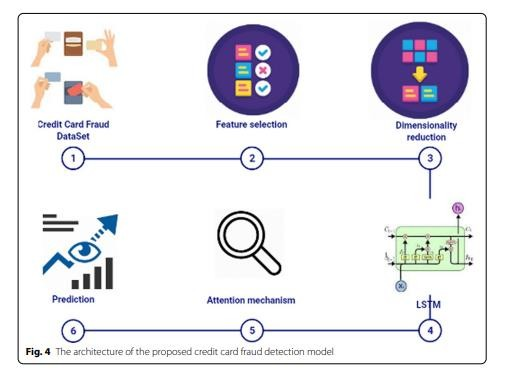 Credit Card Fraud
DataSet
Feature selection
Dimensionality
reduction
1
2
3
Prediction
Attention mechanism
LSTM
6
5
4
Fig. 4 The architecture of the proposed credit card fraud detection model